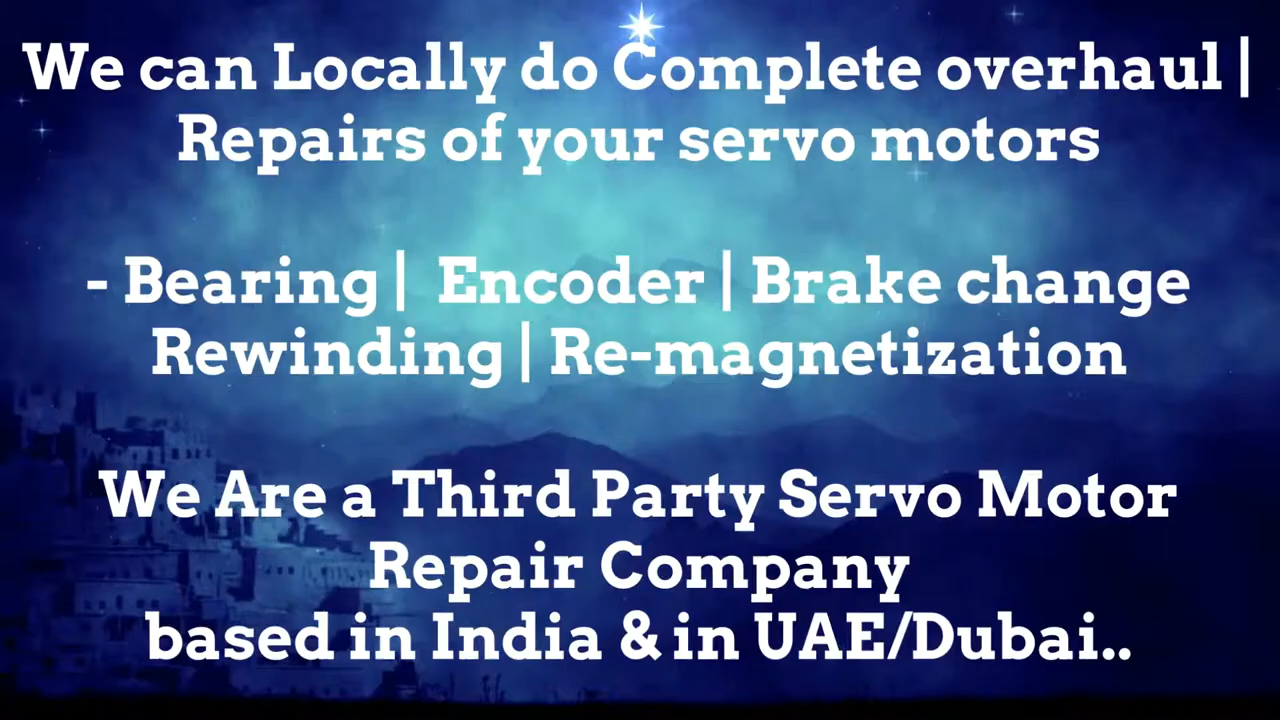 We can Locally do Complete overhaul |
Repairs of your servo motors
- Bearing | Encoder | Brake change
Rewinding | Re-magnetization
We Are a Third Party Servo Motor
Repair Company
based in India & in UAE/Dubai..